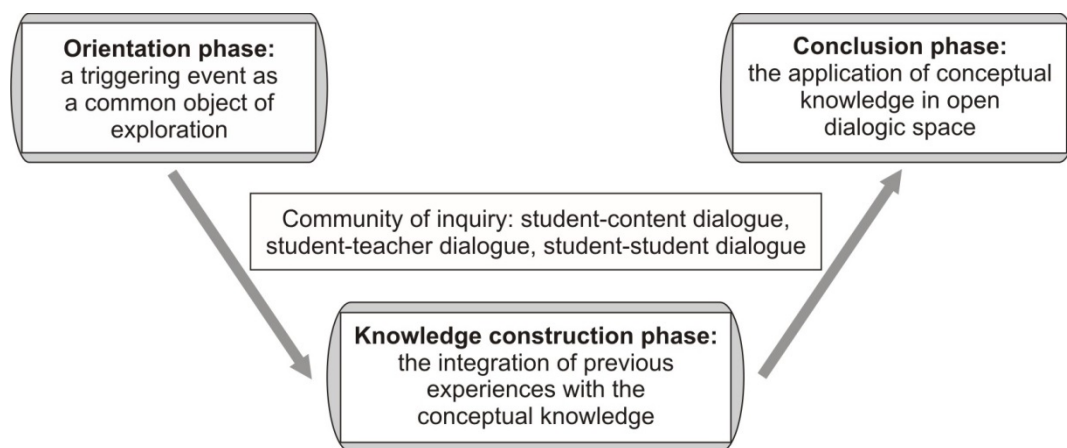 Orientation phase:
a triggering event as
a common object of
exploration
Conclusion phase:
the application of conceptual
knowledge in open
dialogic space
Community of inquiry: student-content dialogue,
student-teacher dialogue, student-student dialogue
Knowledge construction phase:
the integration of previous
experiences with the
conceptual knowledge